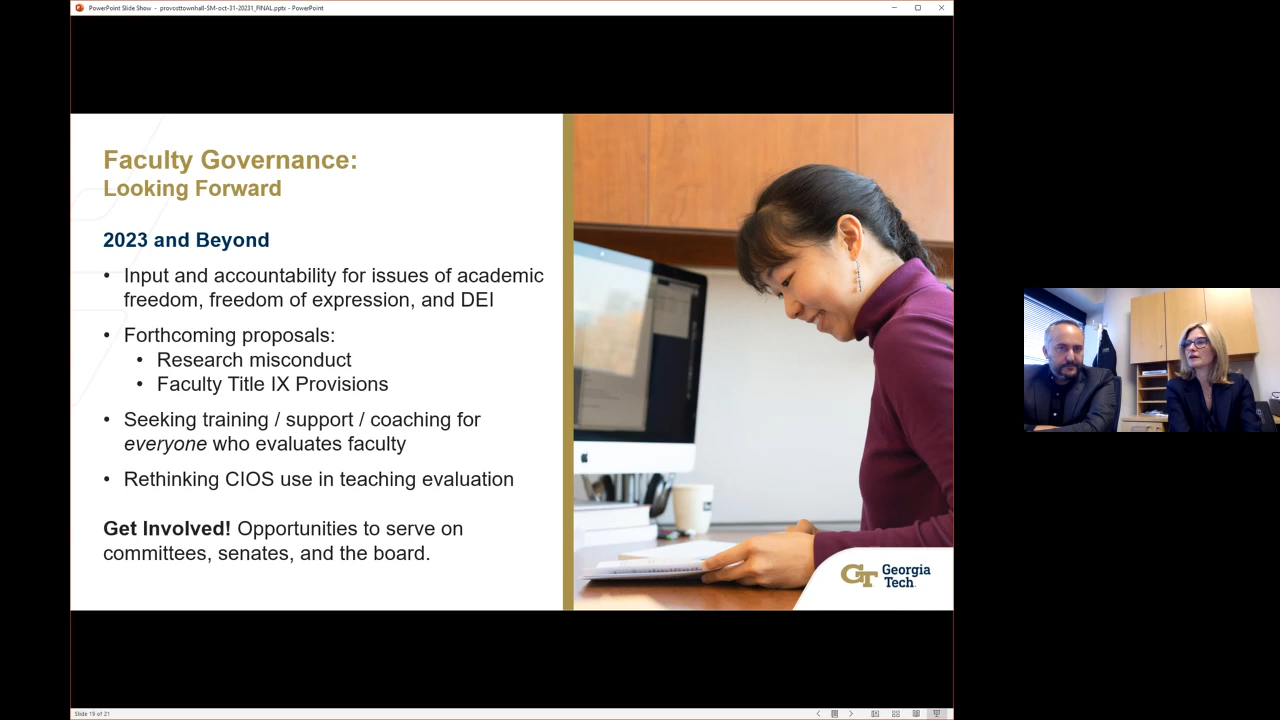 PowerPoint Slide Show - provosttownhall-SM-oct-31-20231_FINAL.pptx - PowerPoint
Faculty Governance:
Looking Forward
2023 and Beyond
• Input and accountability for issues of academic
freedom, freedom of expression, and DEI
• Forthcoming proposals:
• Research misconduct
• Faculty Title IX Provisions
• Seeking training / support / coaching for
everyone who evaluates faculty
• Rethinking CIOS use in teaching evaluation
Get Involved! Opportunities to serve on
committees, senates, and the board.
GT Georgia
Tech
Slide 19 of 21